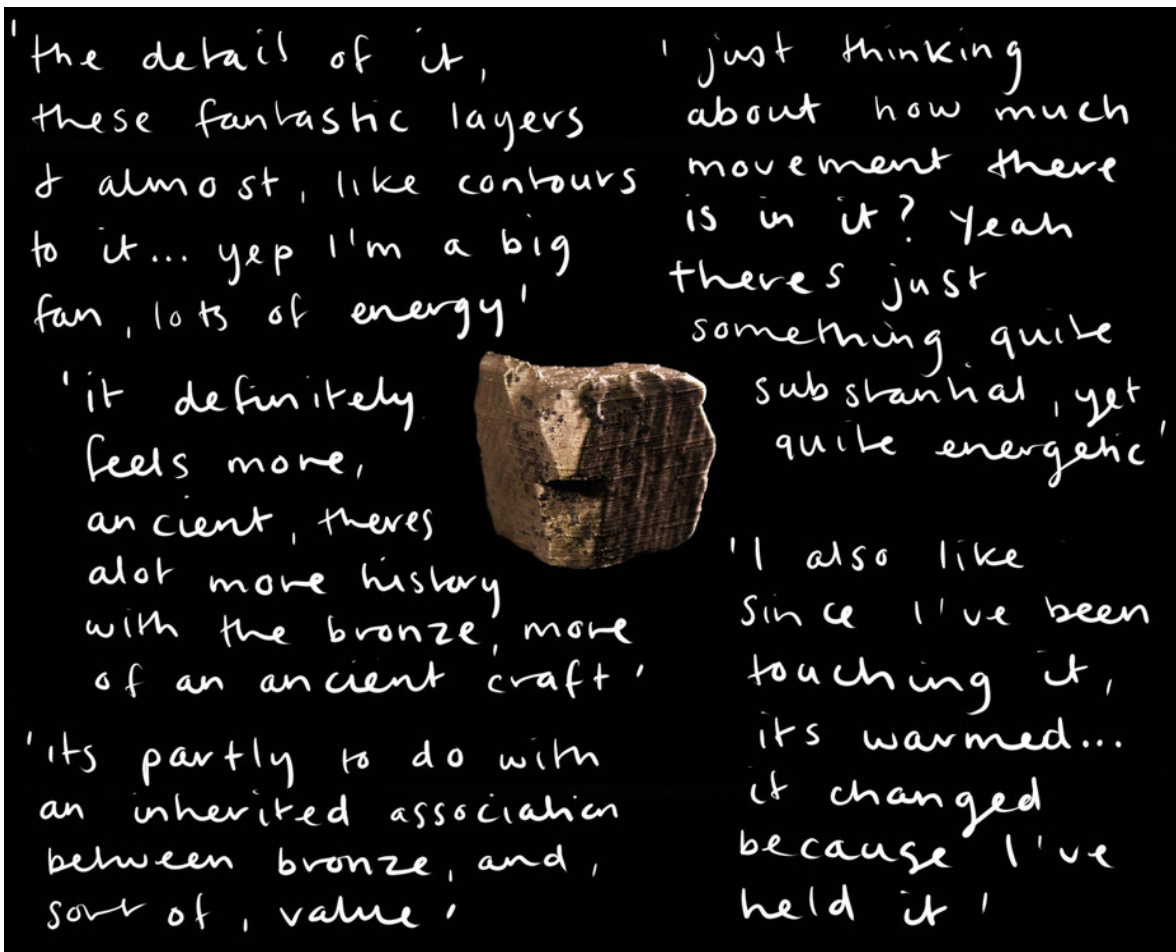 'the detail of it,
these fantastic layers
& almost, like contours
to it... yep I'm a big
fan, lots of energy'
'just thinking
about how much
movement there
is in it? Yeah
theres just
something quite
substantial, yet
quite energetic'
'it definitely
feels more,
ancient, theres
alot more history
with the bronze, more
of an ancient craft'
'I also like
since I've been
touching it,
its warmed...
it changed
because I've
held it'
'its partly to do with
an inherited association
between bronze, and,
sort of, value'